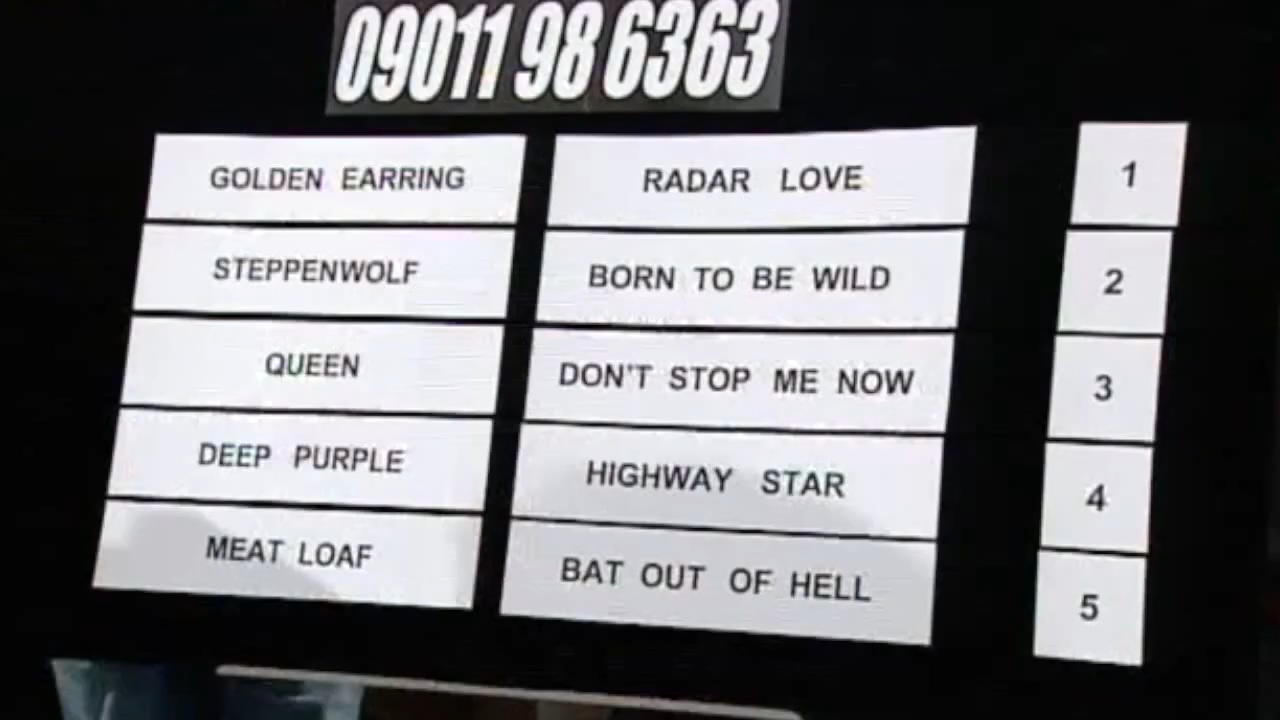 09011 98 6363
GOLDEN EARRING RADAR LOVE 1
STEPPENWOLF BORN TO BE WILD 2
QUEEN DON'T STOP ME NOW 3
DEEP PURPLE HIGHWAY STAR 4
MEAT LOAF BAT OUT OF HELL 5